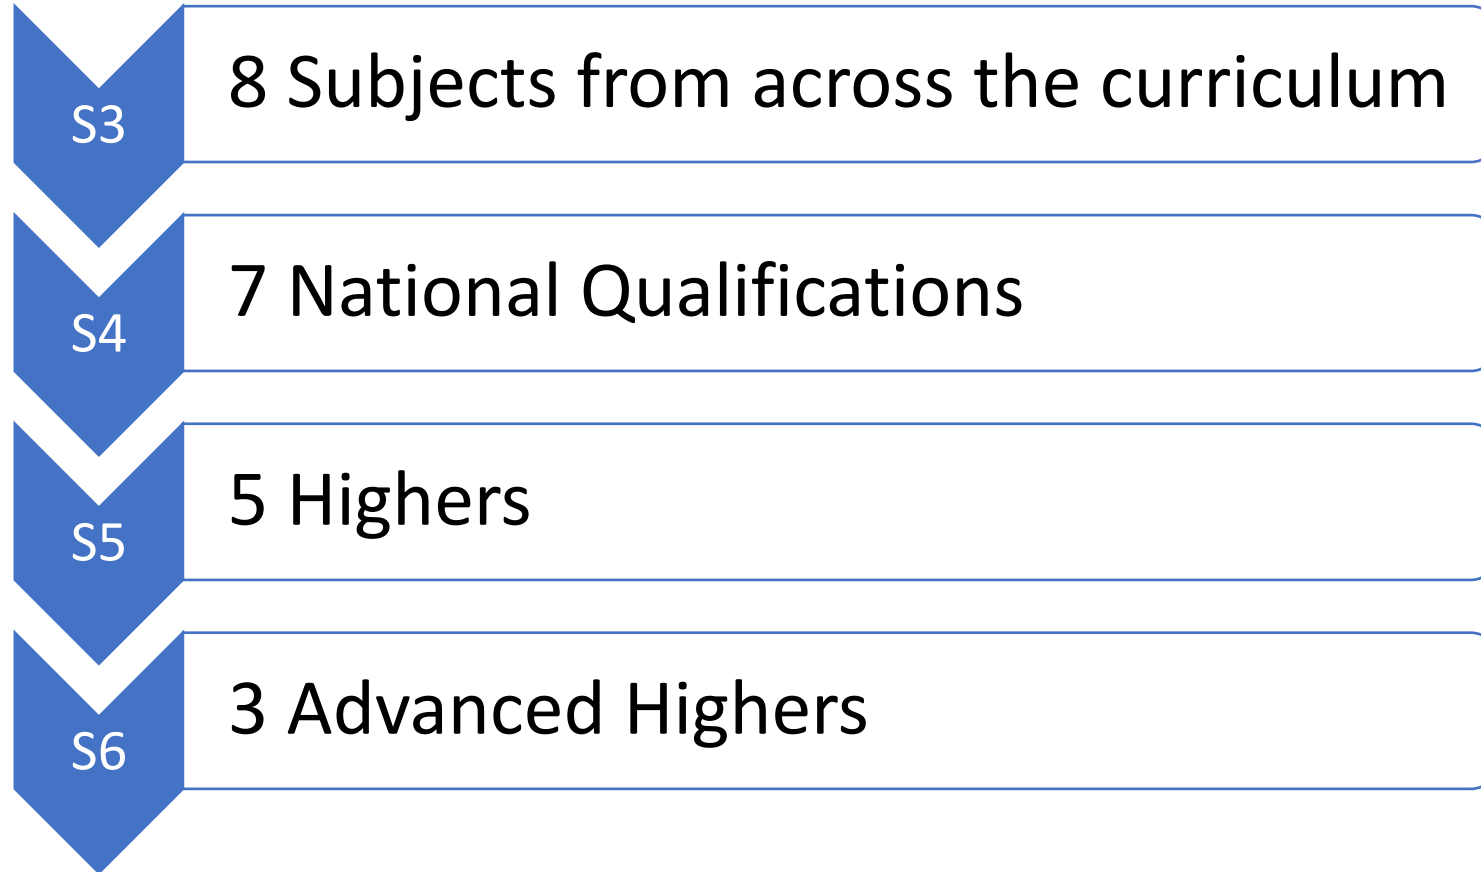 S3
8 Subjects from across the curriculum
S4
7 National Qualifications
S5
5 Highers
S6
3 Advanced Highers